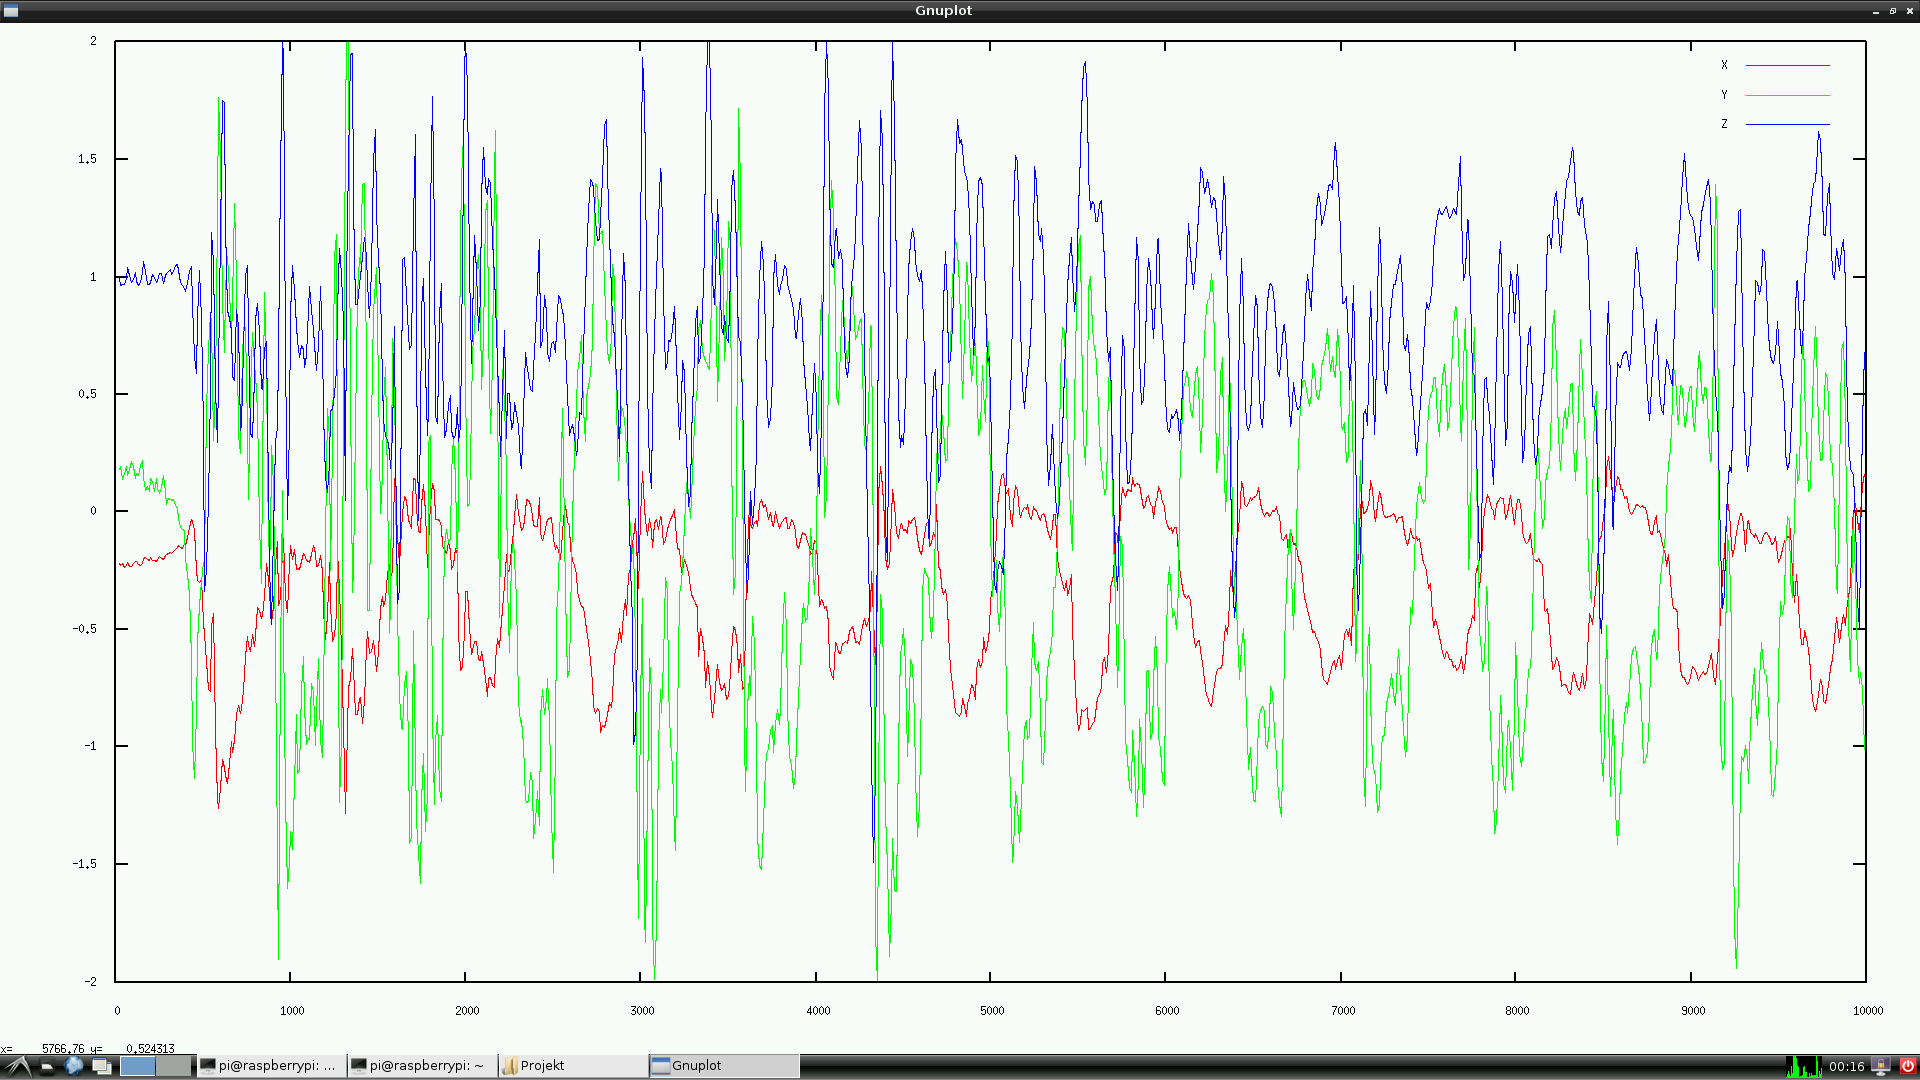 Gnuplot
2
1.5
1
0.5
0
-0.5
-1
-1.5
-2
X
Y
Z
0 1000 2000 3000 4000 5000 6000 7000 8000 9000 10000
x= 5766.76 y= 0.524313
pi@raspberrypi: ... pi@raspberrypi: ~ Projekt Gnuplot 00:16